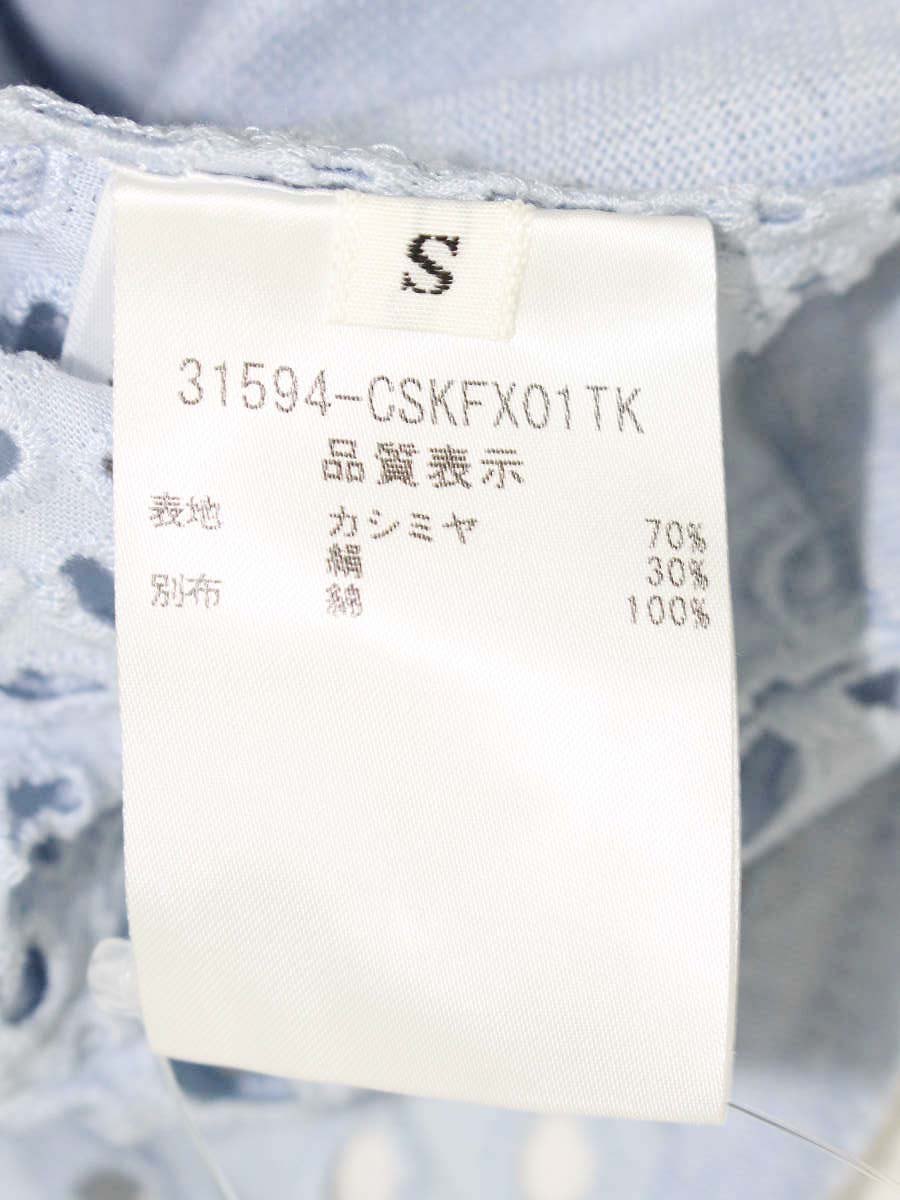 S
31594-CSKFX01TK
品質表示
表地 カシミヤ 70%
絹 30%
別布 綿 100%